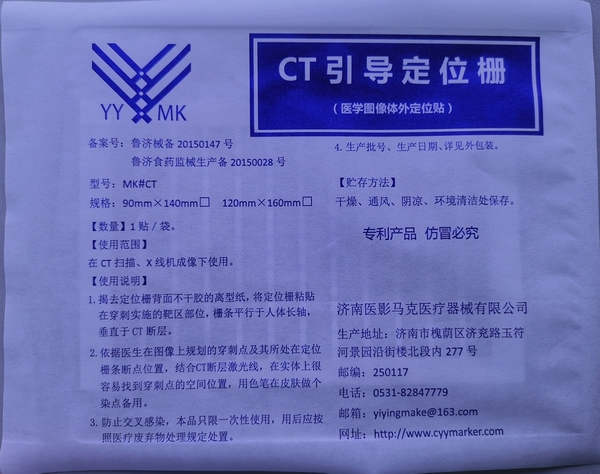 YY MK
CT引导定位栅
（医学图像体外定位贴）
备案号：鲁济械备 20150147 号
鲁济食药监械生产备 20150028 号
型号：MK#CT
规格：90mm×140mm□ 120mm×160mm□
【数量】1 贴／袋。
【使用范围】
在 CT 扫描、X 线机成像下使用。
【使用说明】
1. 揭去定位栅背面不干胶的离型纸，将定位栅粘贴
在穿刺实施的靶区部位，栅条平行于人体长轴，
垂直于 CT 断层。
2. 依据医生在图像上规划的穿刺点及其所处在定位
栅条断点位置，结合CT断层激光线，在实体上很
容易找到穿刺点的空间位置，用色笔在皮肤做个
染点备用。
3. 防止交叉感染，本品只限一次性使用，用后应按
照医疗废弃物处理规定处置。
4. 生产批号、生产日期、详见外包装。
【贮存方法】
干燥、通风、阴凉、环境清洁处保存。
专利产品 仿冒必究
济南医影马克医疗器械有限公司
生产地址：济南市槐荫区济兖路玉符
河景园沿街楼北段内 277 号
邮编：250117
电话：0531-82847779
邮箱：yiyingmake@163.com
网址：http://www.cyymarker.com